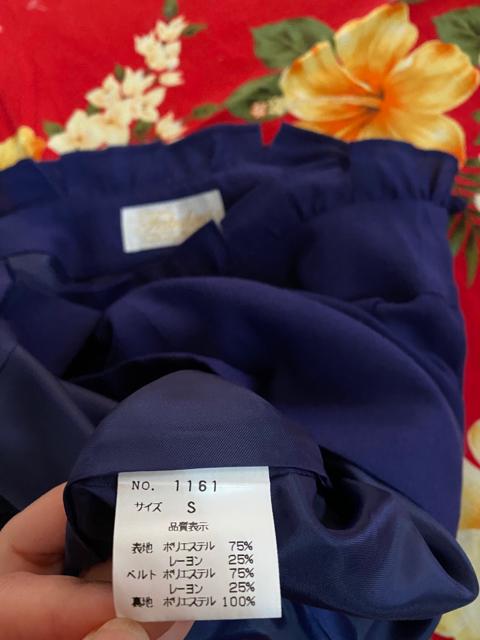 NO. 1161
サイズ S
品質表示
表地 ポリエステル 75%
レーヨン 25%
ベルト ポリエステル 75%
レーヨン 25%
裏地 ポリエステル 100%